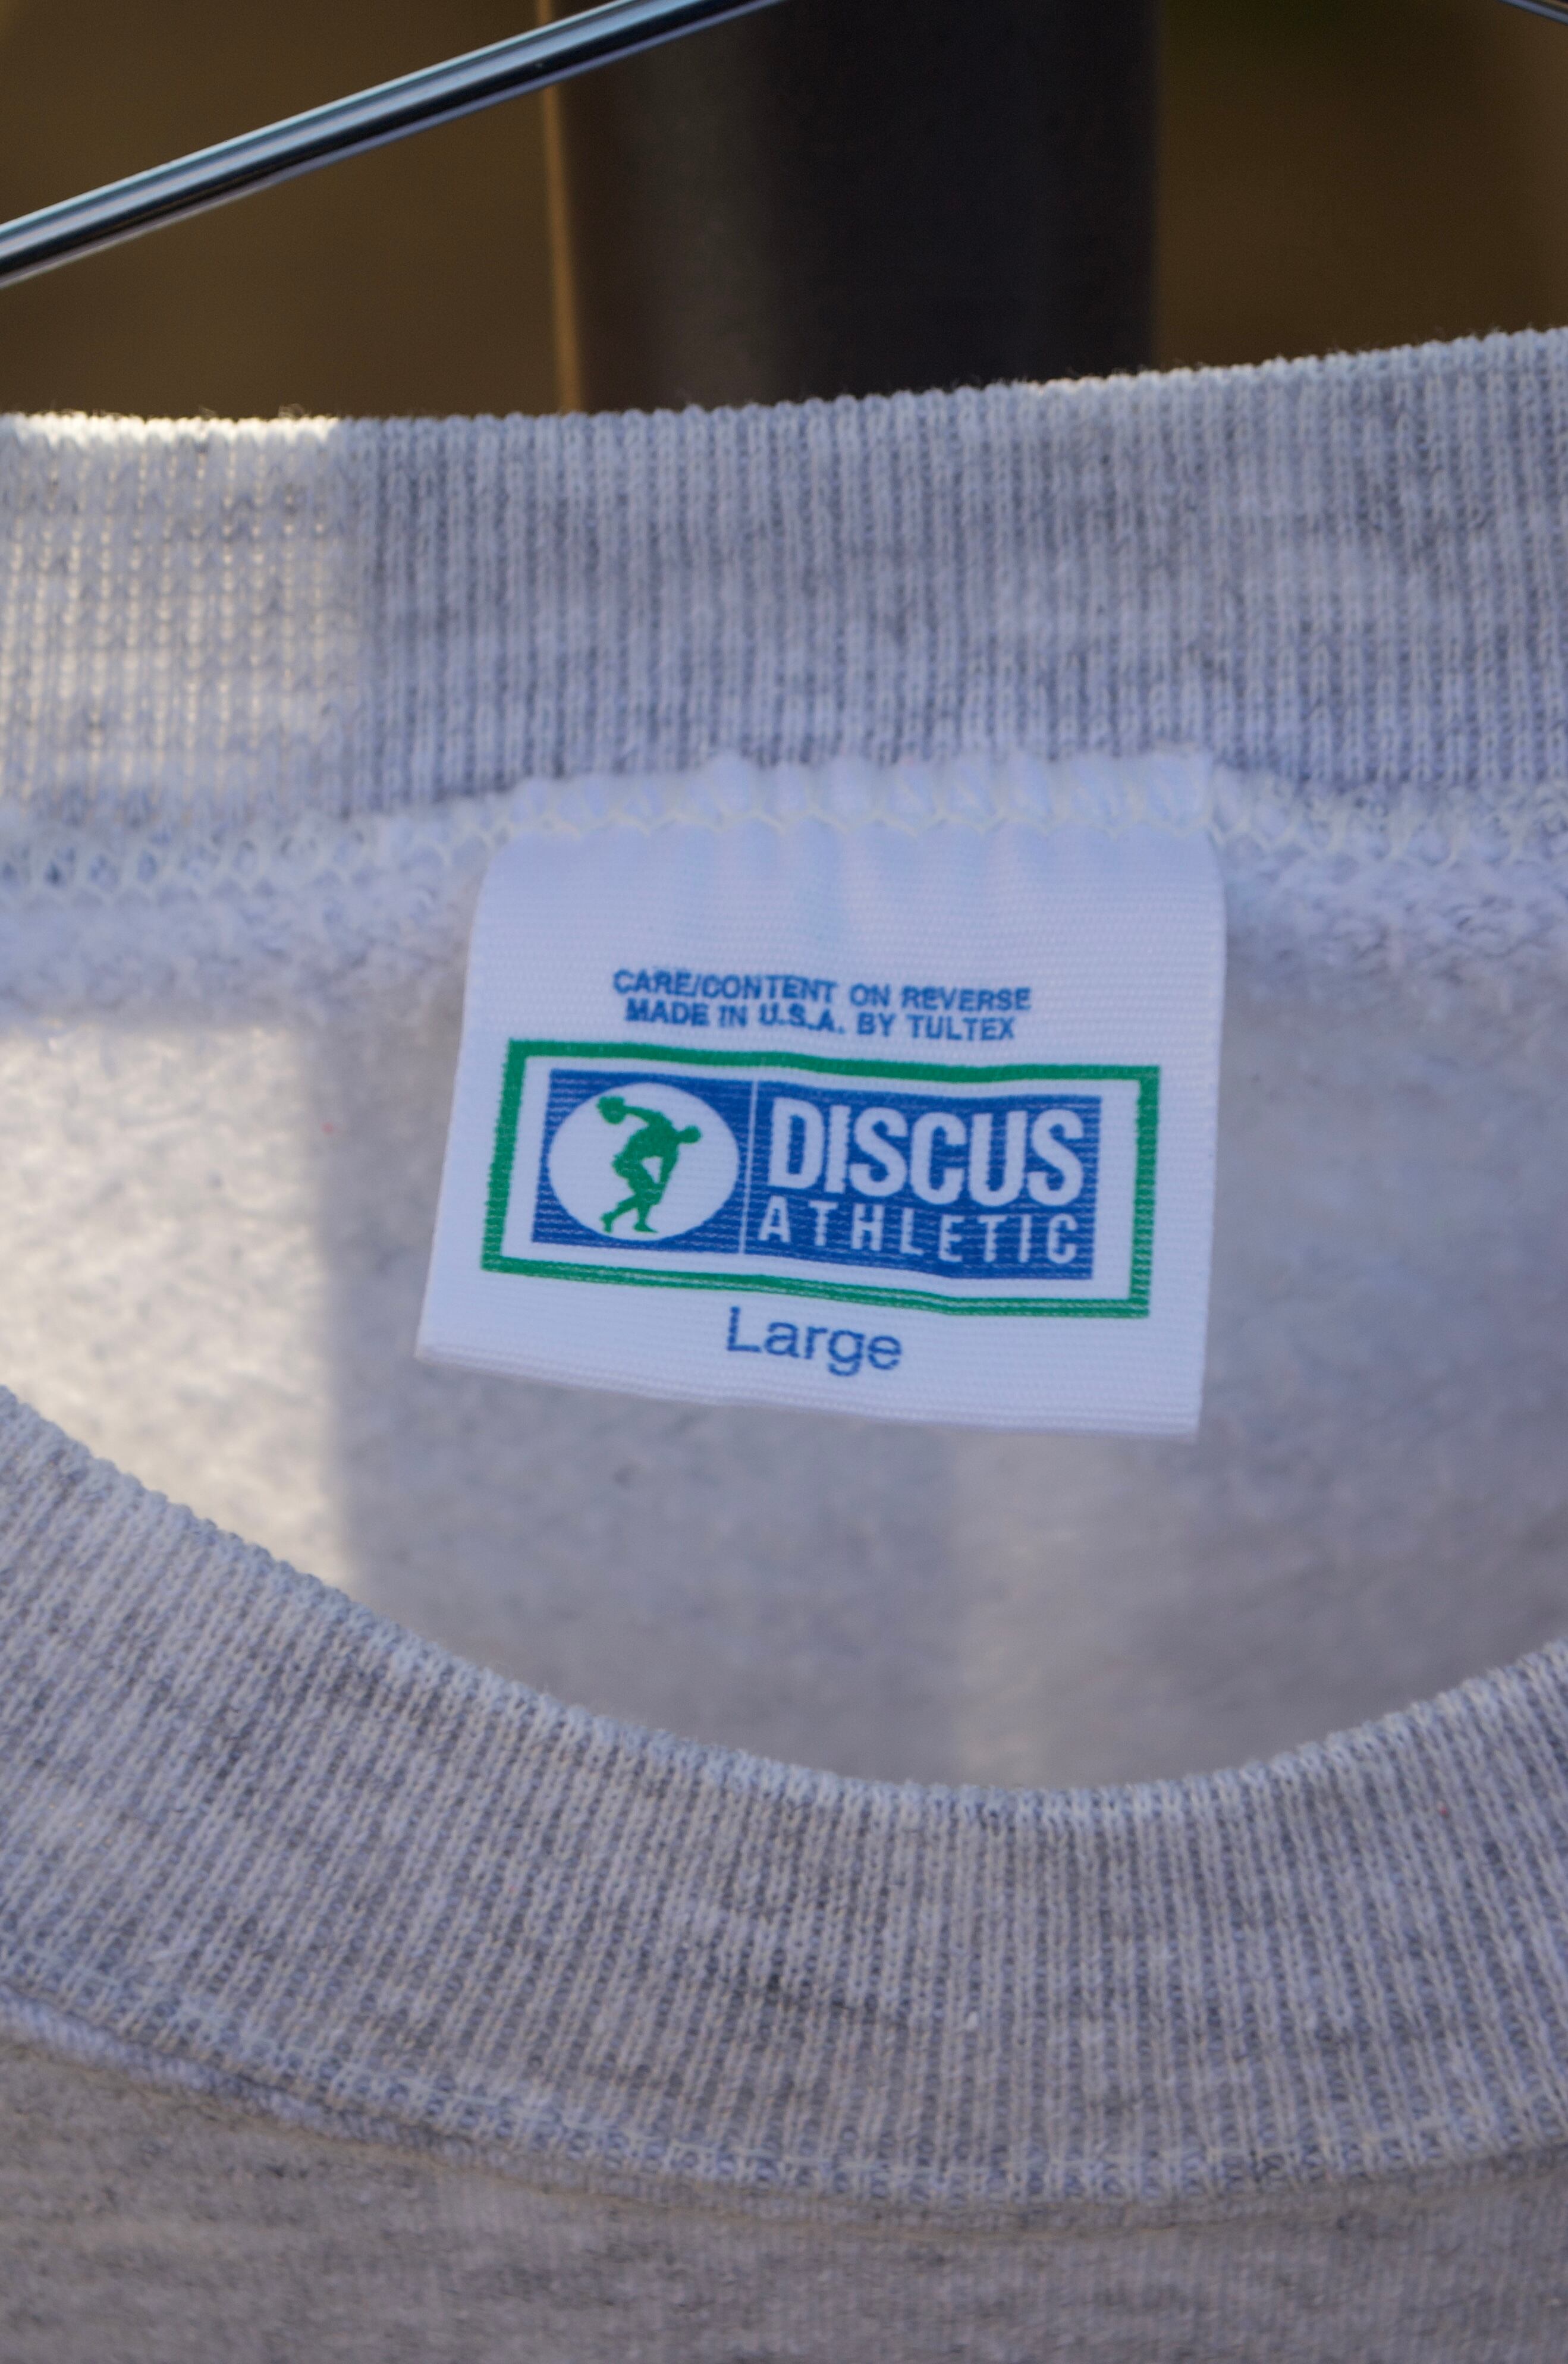 CARE/CONTENT ON REVERSE
MADE IN U.S.A. BY TULTEX
DISCUS
ATHLETIC
Large